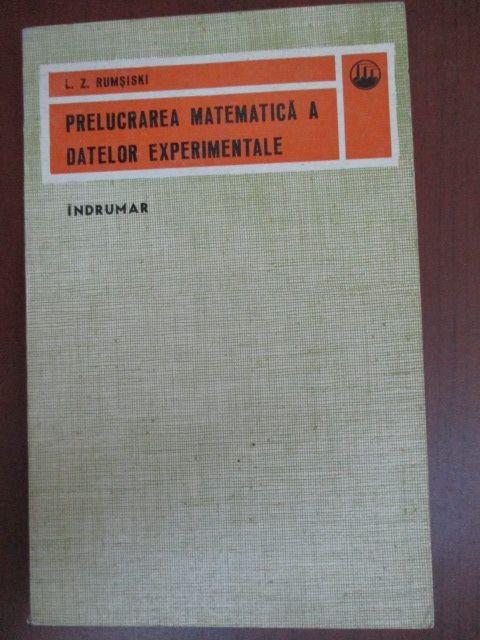 L. Z. RUMȘISKI
PRELUCRAREA MATEMATICĂ A
DATELOR EXPERIMENTALE
ÎNDRUMAR